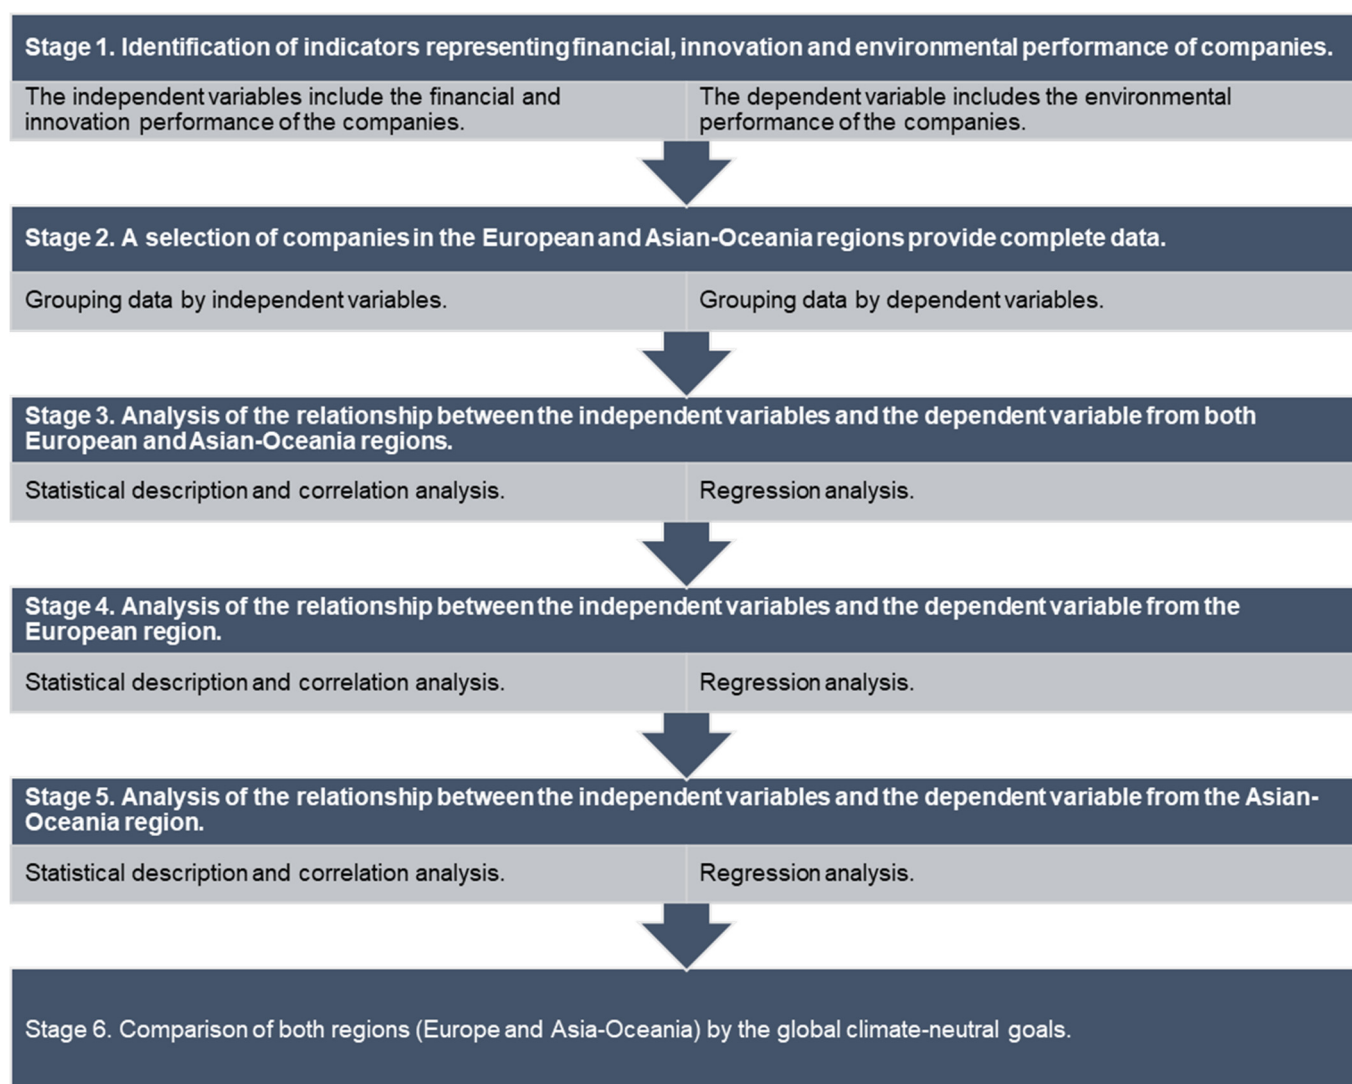 Stage 1. Identification of indicators representing financial, innovation and environmental performance of companies.
The independent variables include the financial and
innovation performance of the companies.
The dependent variable includes the environmental
performance of the companies.
Stage 2. A selection of companies in the European and Asian-Oceania regions provide complete data.
Grouping data by independent variables.
Grouping data by dependent variables.
Stage 3. Analysis of the relationship between the independent variables and the dependent variable from both
European and Asian-Oceania regions.
Statistical description and correlation analysis.
Regression analysis.
Stage 4. Analysis of the relationship between the independent variables and the dependent variable from the
European region.
Statistical description and correlation analysis.
Regression analysis.
Stage 5. Analysis of the relationship between the independent variables and the dependent variable from the Asian-
Oceania region.
Statistical description and correlation analysis.
Regression analysis.
Stage 6. Comparison of both regions (Europe and Asia-Oceania) by the global climate-neutral goals.